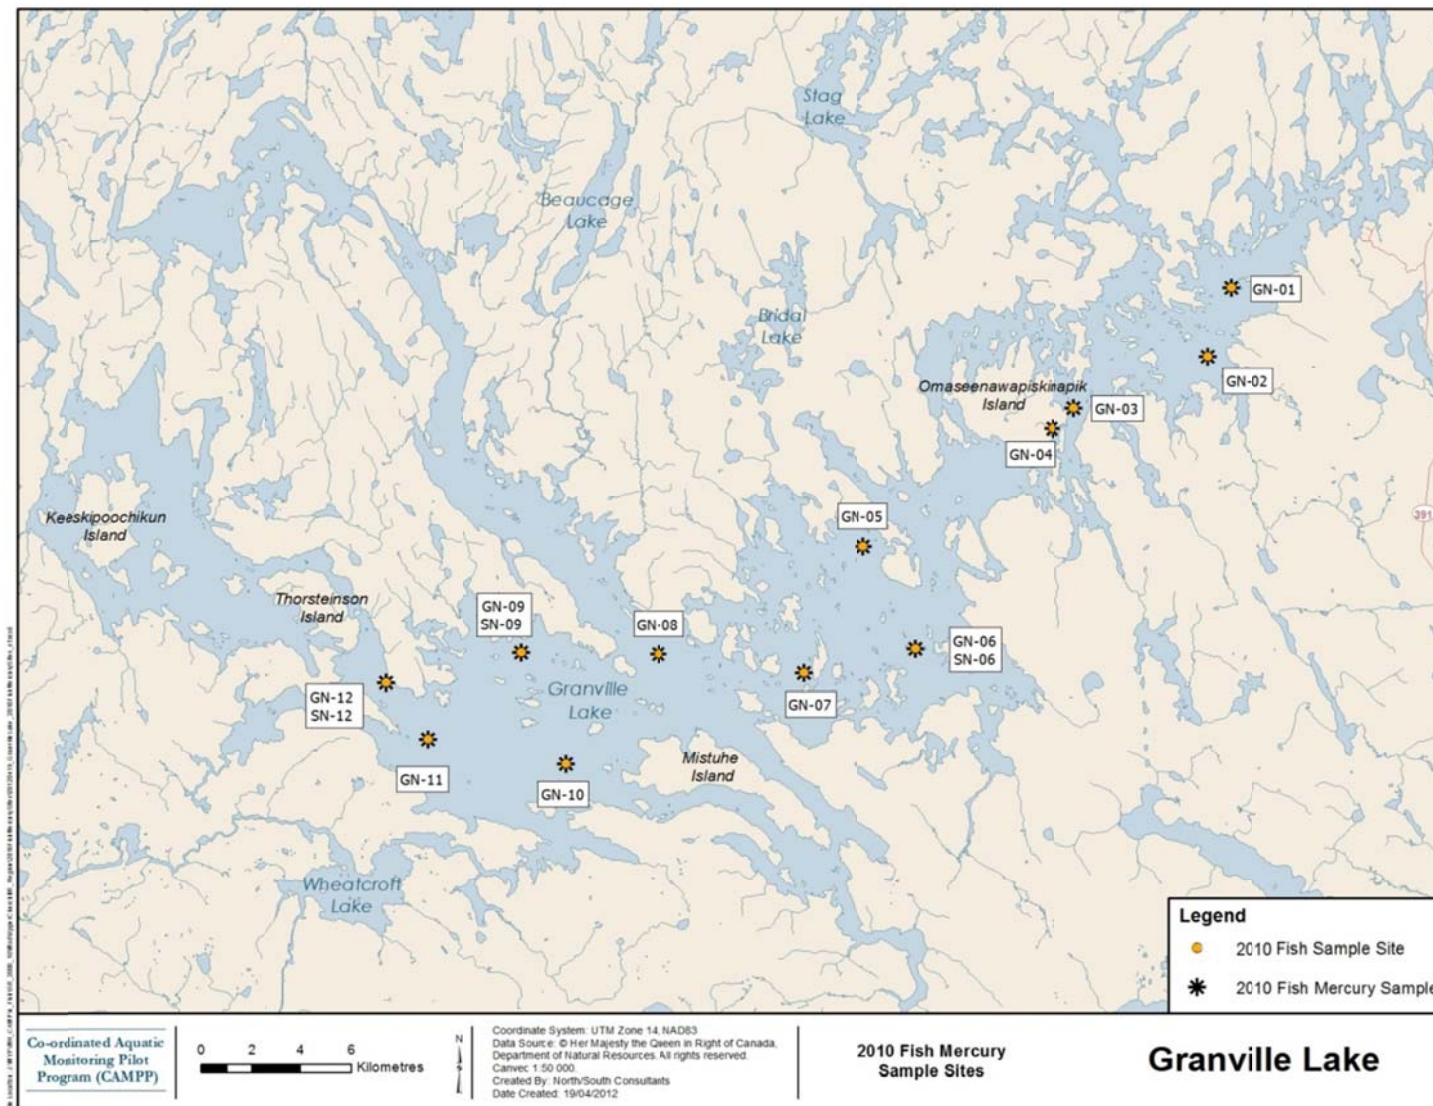 Stag
Lake
Beaucage
Lake
Bridal
Lake
GN-01
GN-02
Omaseenawapiskinapik
Island
GN-03
GN-04
391
GN-05
Keeskipoochikun
Island
Thorsteinson
Island
GN-09
SN-09
GN-08
GN-06
SN-06
GN-12
SN-12
Granville
Lake
GN-07
GN-11
GN-10
Mistuhe
Island
Wheatcroft
Lake
Legend
2010 Fish Sample Site
2010 Fish Mercury Sample
Co-ordinated Aquatic
Monitoring Pilot
Program (CAMPP)
0 2 4 6
Kilometres
N
Coordinate System: UTM Zone 14, NAD83
Data Source: © Her Majesty the Queen in Right of Canada,
Department of Natural Resources. All rights reserved.
Canvec 1:50 000.
Created By: North/South Consultants
Date Created: 19/04/2012
2010 Fish Mercury
Sample Sites
Granville Lake